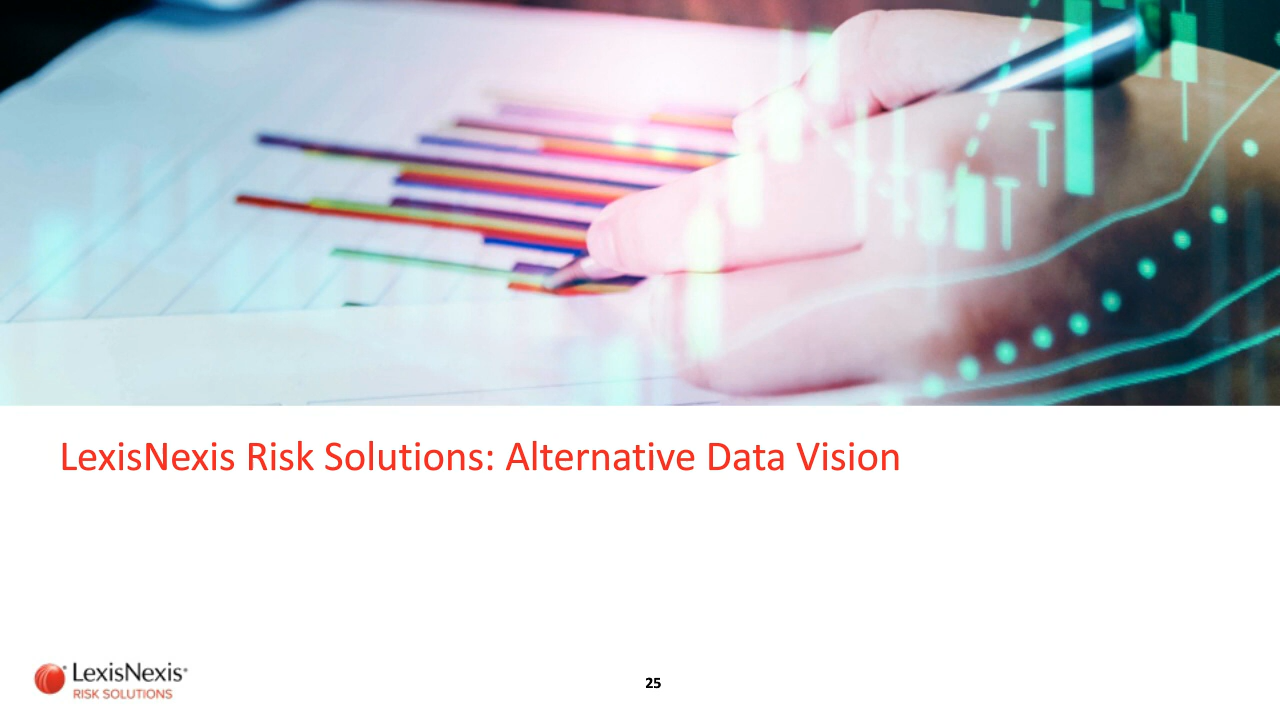 LexisNexis Risk Solutions: Alternative Data Vision
LexisNexis®
RISK SOLUTIONS
25